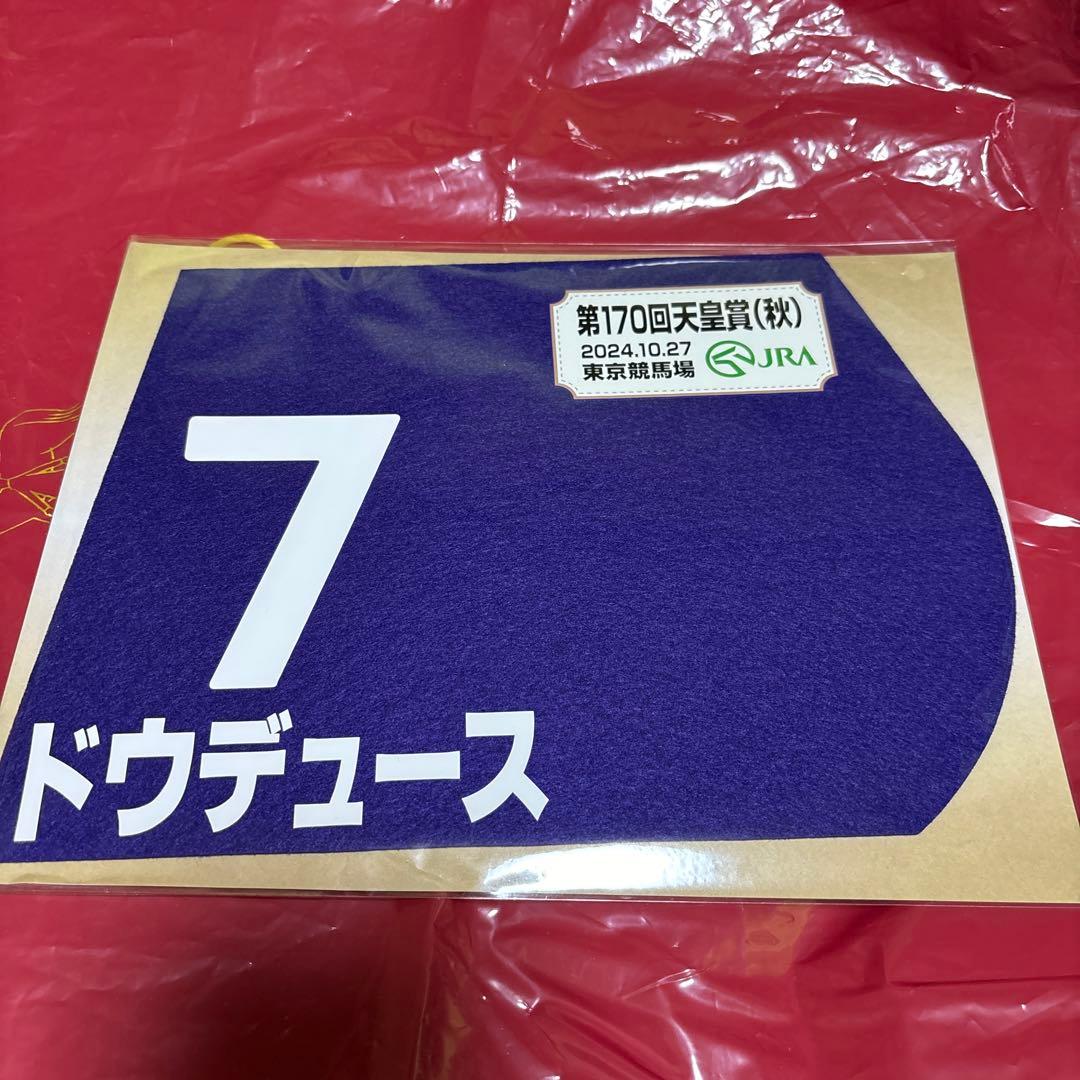 第170回天皇賞(秋)
2024.10.27
東京競馬場
JRA
7
ドウデュース